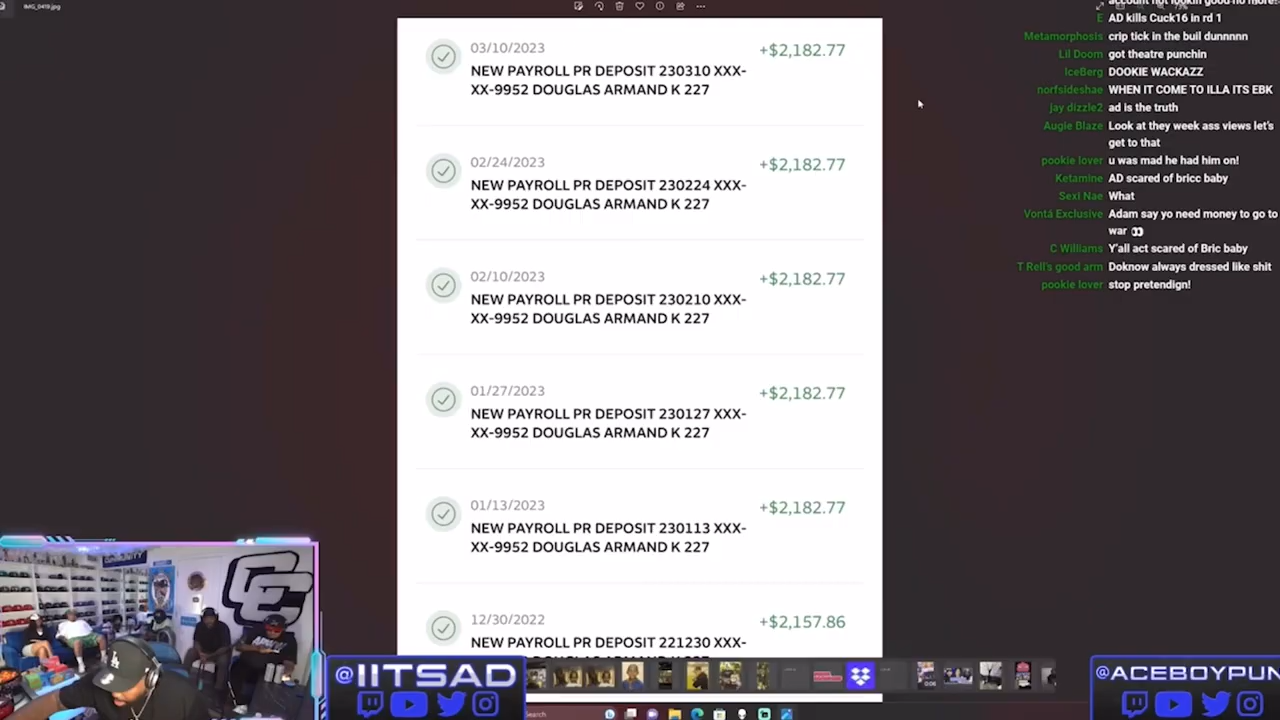 IMG_0419.jpg
03/10/2023
+$2,182.77
NEW PAYROLL PR DEPOSIT 230310 XXX-
XX-9952 DOUGLAS ARMAND K 227
02/24/2023
+$2,182.77
NEW PAYROLL PR DEPOSIT 230224 XXX-
XX-9952 DOUGLAS ARMAND K 227
02/10/2023
+$2,182.77
NEW PAYROLL PR DEPOSIT 230210 XXX-
XX-9952 DOUGLAS ARMAND K 227
01/27/2023
+$2,182.77
NEW PAYROLL PR DEPOSIT 230127 XXX-
XX-9952 DOUGLAS ARMAND K 227
01/13/2023
+$2,182.77
NEW PAYROLL PR DEPOSIT 230113 XXX-
XX-9952 DOUGLAS ARMAND K 227
12/30/2022
+$2,157.86
NEW PAYROLL PR DEPOSIT 221230 XXX-
E AD kills Cuck16 in rd 1
Metamorphosis crip tick in the buil dunnnnn
Lil Doom got theatre punchin
IceBerg DOOKIE WACKAZZ
norfsideshae WHEN IT COME TO ILLA ITS EBK
jay dizzle2 ad is the truth
Augie Blaze Look at they week ass views let's
get to that
pookie lover u was mad he had him on!
Ketamine AD scared of bricc baby
Sexi Nae What
Vontá Exclusive Adam say yo need money to go to
war 👀
C Williams Y'all act scared of Bric baby
T Rell's good arm Doknow always dressed like shit
pookie lover stop pretendign!
@IITSAD
@ACEBOYPUN
Search